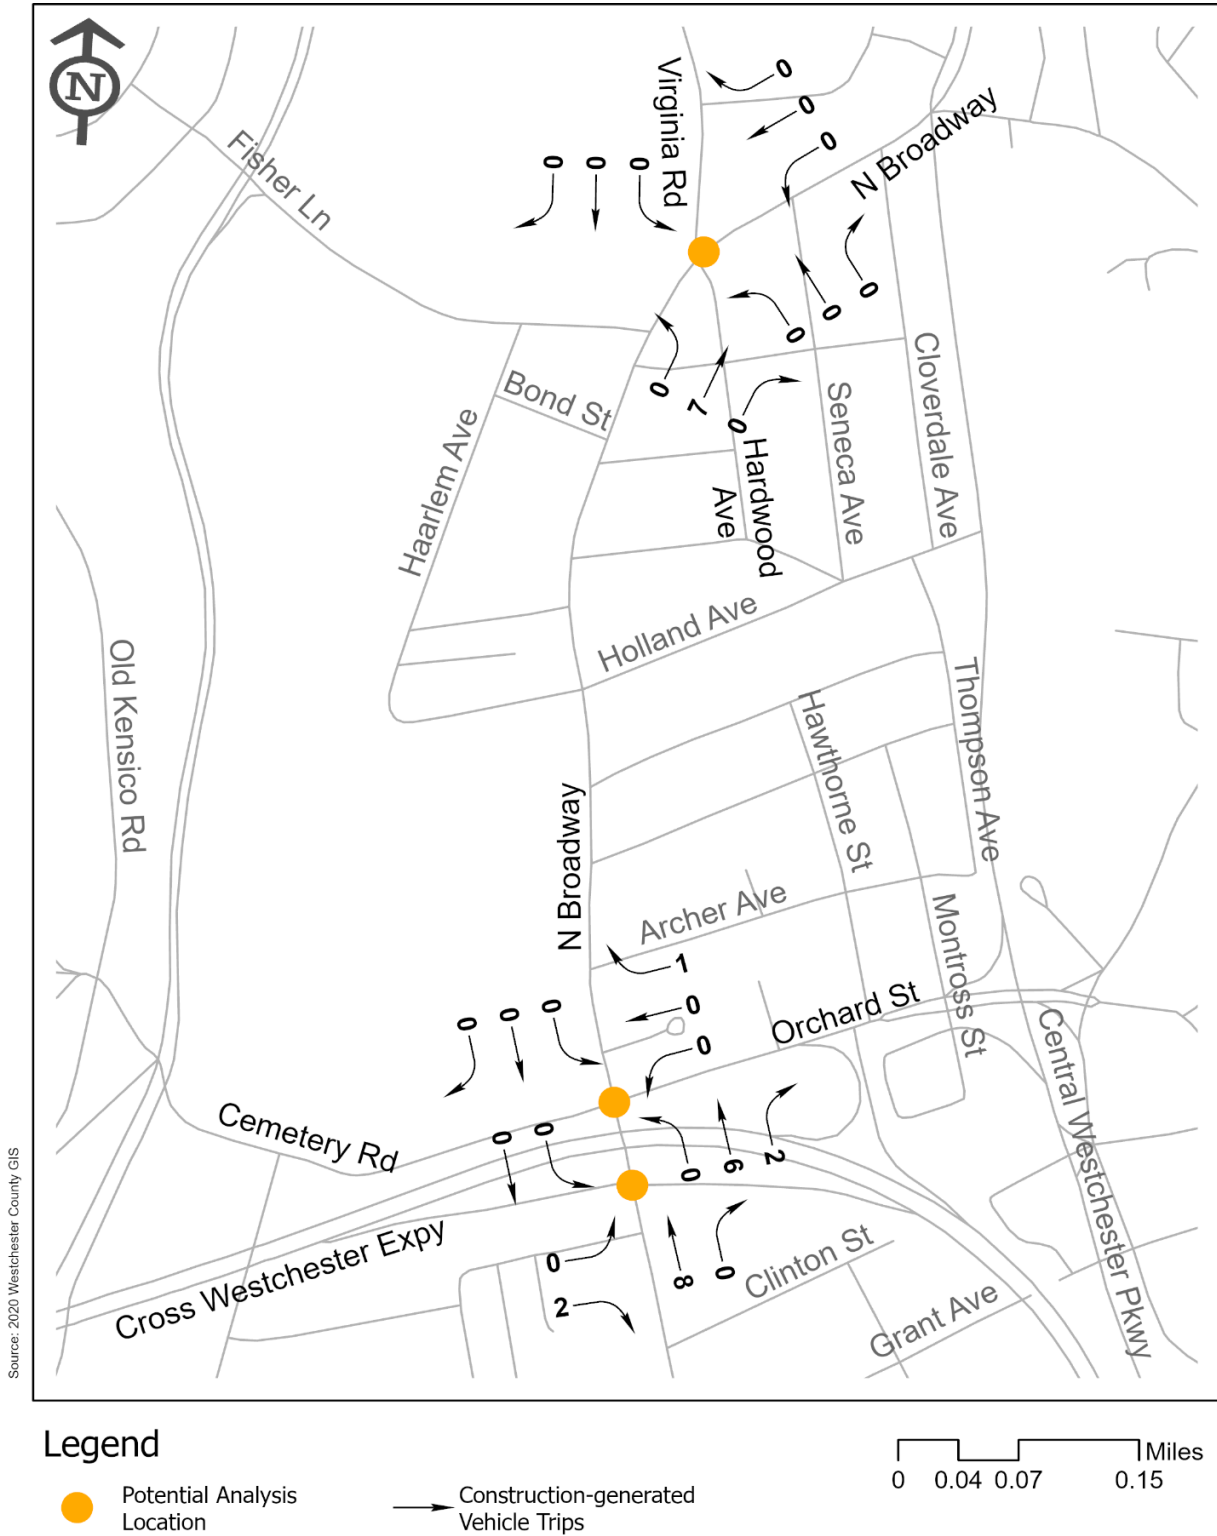 N
Virginia Rd
0
0
0
N Broadway
0
0
0
Fisher Ln
0
0
0
0
7
0
Bond St
Haarlem Ave
Hardwood
Ave
Seneca Ave
Cloverdale Ave
Holland Ave
Old Kensico Rd
Hawthorne St
Thompson Ave
N Broadway
Archer Ave
Montross St
1
0
0
0
0
0
Orchard St
Central Westchester Pkwy
Cemetery Rd
0
0
0
6
2
Cross Westchester Expy
0
2
8
0
Clinton St
Grant Ave
Source: 2020 Westchester County GIS
Legend
Potential Analysis
Location
Construction-generated
Vehicle Trips
Miles
0 0.04 0.07 0.15